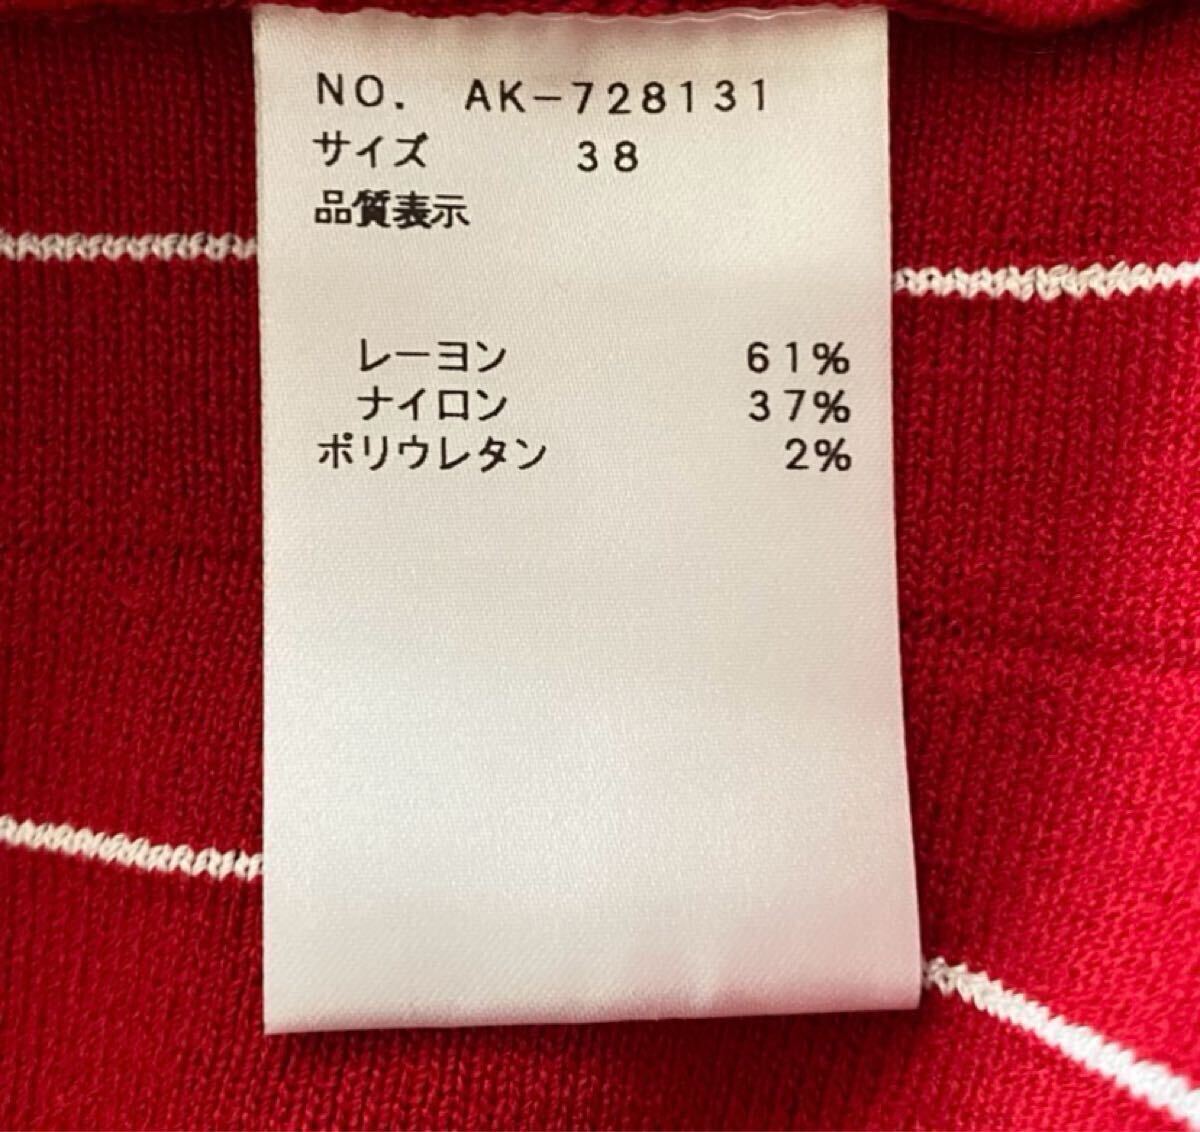 NO. AK-728131
サイズ 38
品質表示
レーヨン 61%
ナイロン 37%
ポリウレタン 2%